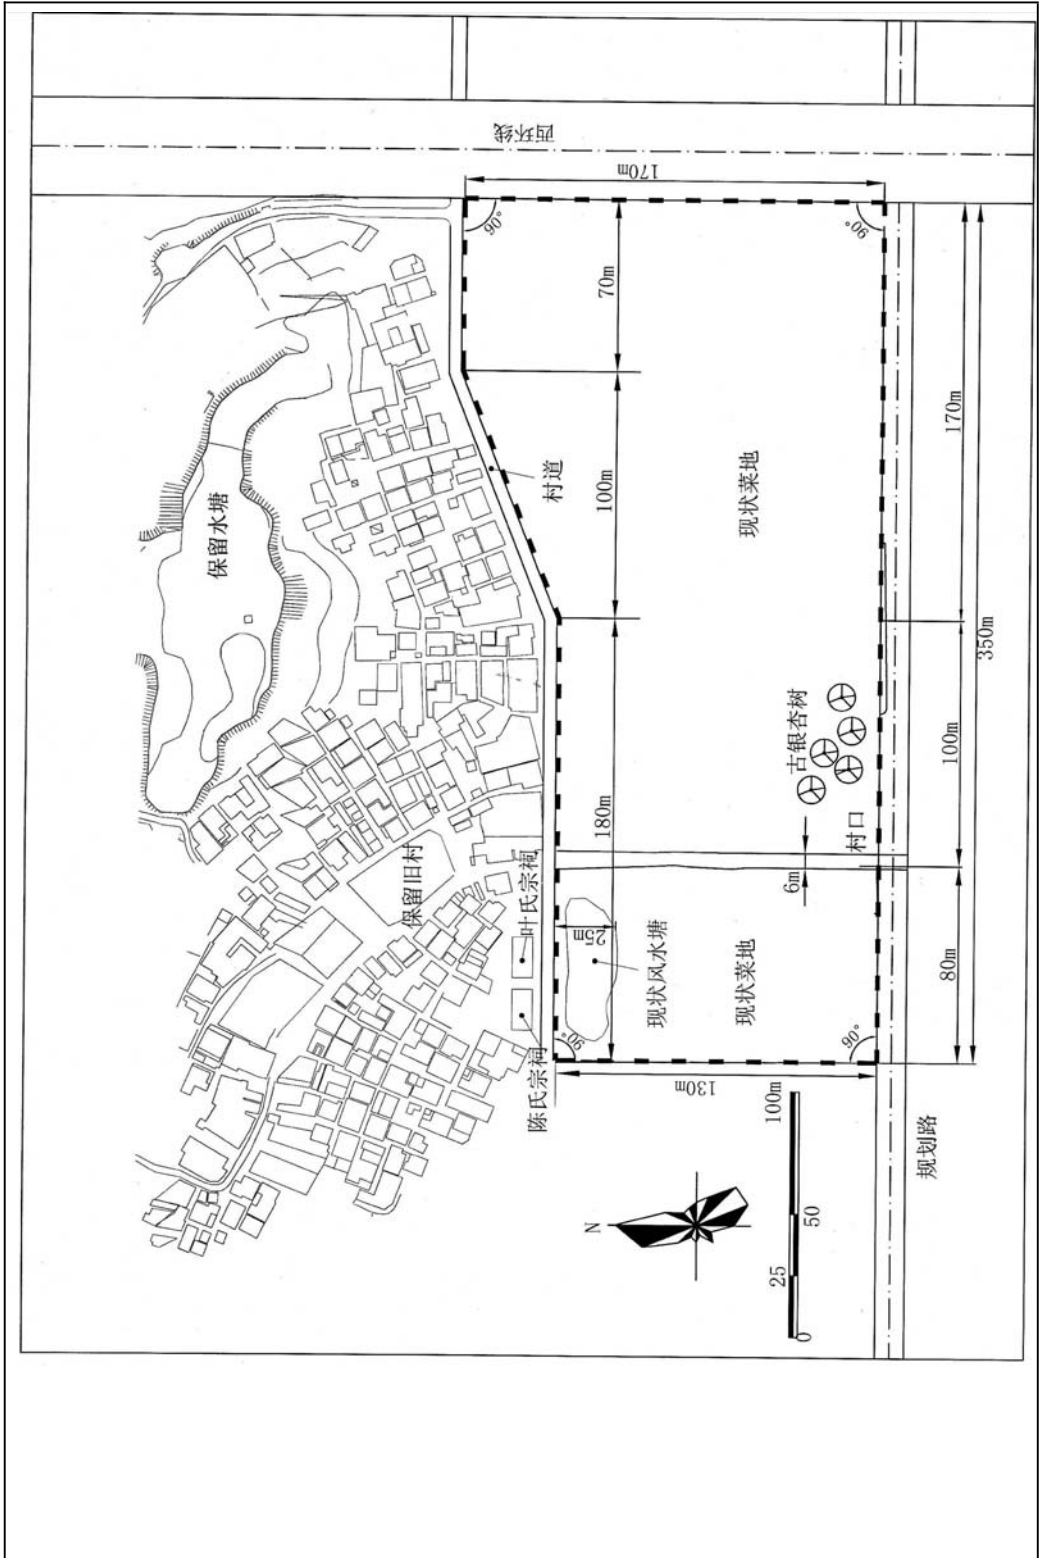 西环线
170m
90°
90°
70m
100m
170m
350m
村道
现状菜地
保留水塘
古银杏树
180m
100m
村口
6m
保留旧村
叶氏宗祠
25m
现状风水塘
现状菜地
80m
陈氏宗祠
90°
90°
130m
规划路
N
0
25
50
100m